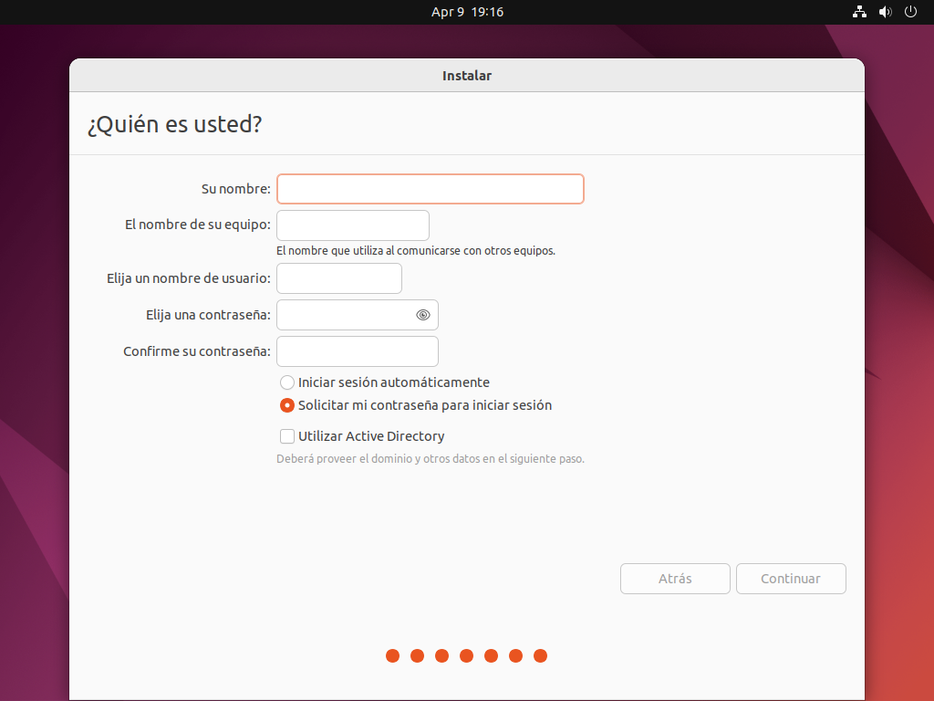 Apr 9 19:16
Instalar
¿Quién es usted?
Su nombre:
El nombre de su equipo:
El nombre que utiliza al comunicarse con otros equipos.
Elija un nombre de usuario:
Elija una contraseña:
Confirme su contraseña:
Iniciar sesión automáticamente
Solicitar mi contraseña para iniciar sesión
Utilizar Active Directory
Deberá proveer el dominio y otros datos en el siguiente paso.
Atrás Continuar